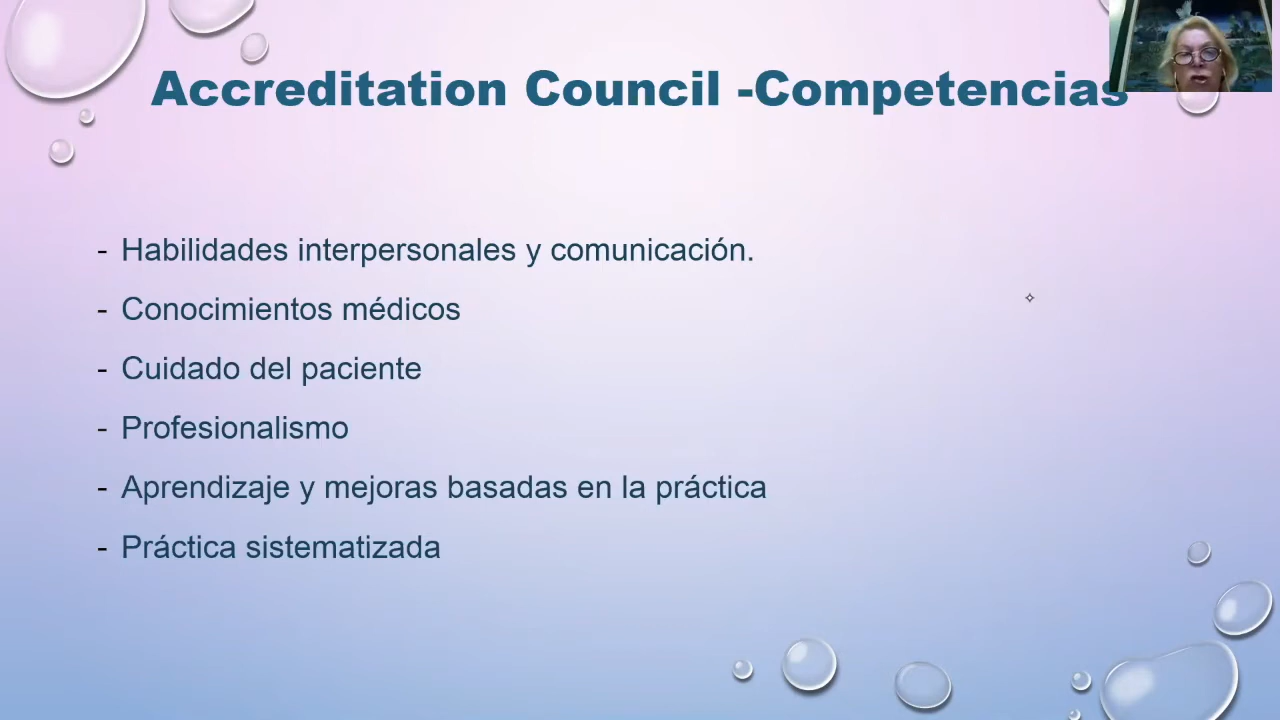 Accreditation Council -Competencias
- Habilidades interpersonales y comunicación.
- Conocimientos médicos
- Cuidado del paciente
- Profesionalismo
- Aprendizaje y mejoras basadas en la práctica
- Práctica sistematizada